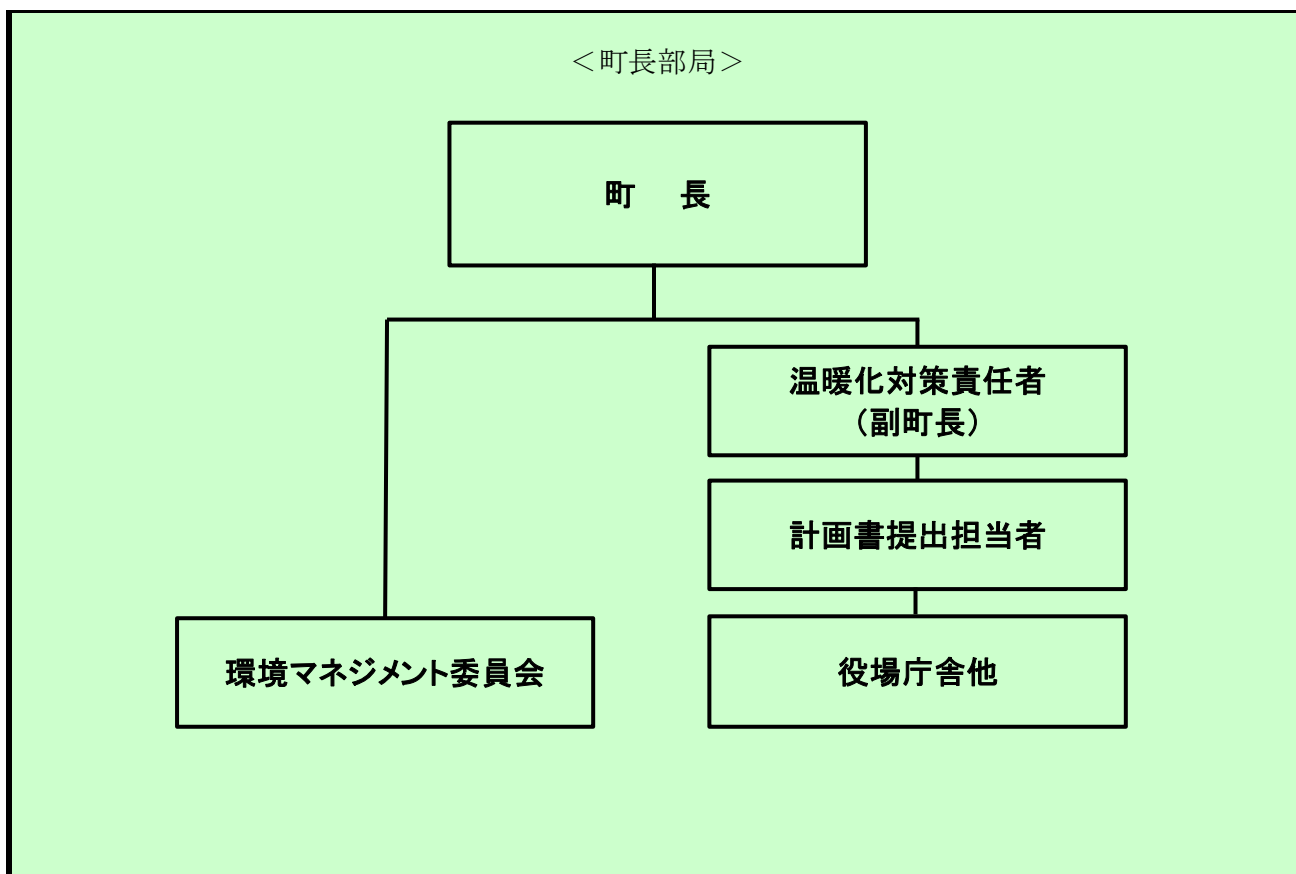 ＜町長部局＞
町　長
温暖化対策責任者
（副町長）
計画書提出担当者
環境マネジメント委員会
役場庁舎他